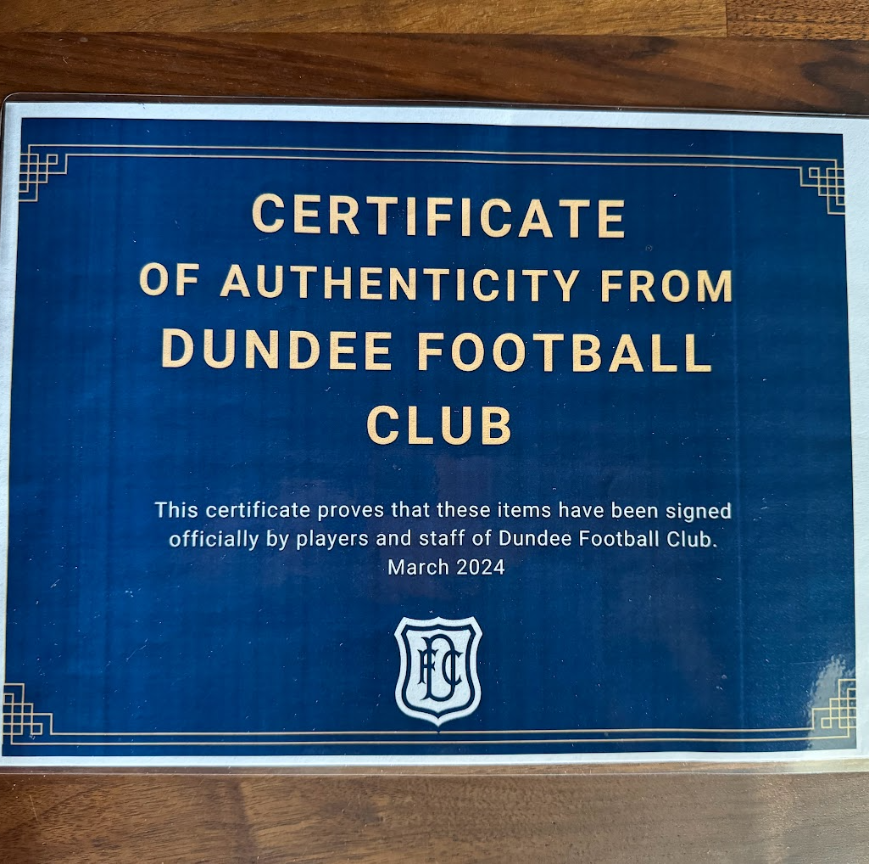 CERTIFICATE
OF AUTHENTICITY FROM
DUNDEE FOOTBALL
CLUB
This certificate proves that these items have been signed
officially by players and staff of Dundee Football Club.
March 2024
DFC